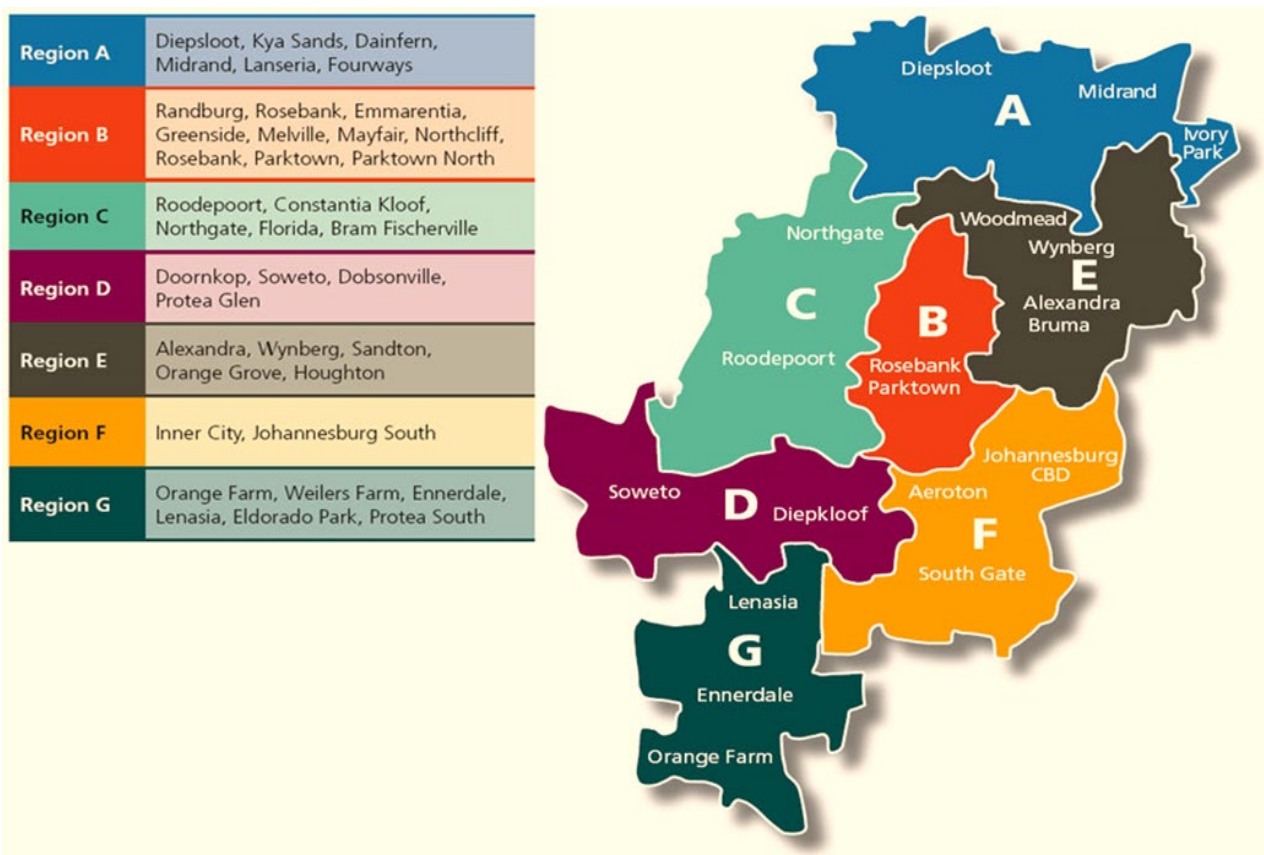 Region A
Diepsloot, Kya Sands, Dainfern,
Midrand, Lanseria, Fourways
Region B
Randburg, Rosebank, Emmarentia,
Greenside, Melville, Mayfair, Northcliff,
Rosebank, Parktown, Parktown North
Region C
Roodepoort, Constantia Kloof,
Northgate, Florida, Bram Fischerville
Region D
Doornkop, Soweto, Dobsonville,
Protea Glen
Region E
Alexandra, Wynberg, Sandton,
Orange Grove, Houghton
Region F
Inner City, Johannesburg South
Region G
Orange Farm, Weilers Farm, Ennerdale,
Lenasia, Eldorado Park, Protea South
Diepsloot
Midrand
A
Ivory
Park
Woodmead
Northgate
Wynberg
E
C
Alexandra
B
Bruma
Roodepoort
Rosebank
Parktown
Johannesburg
CBD
Soweto
Aeroton
D
Diepkloof
F
South Gate
Lenasia
G
Ennerdale
Orange Farm